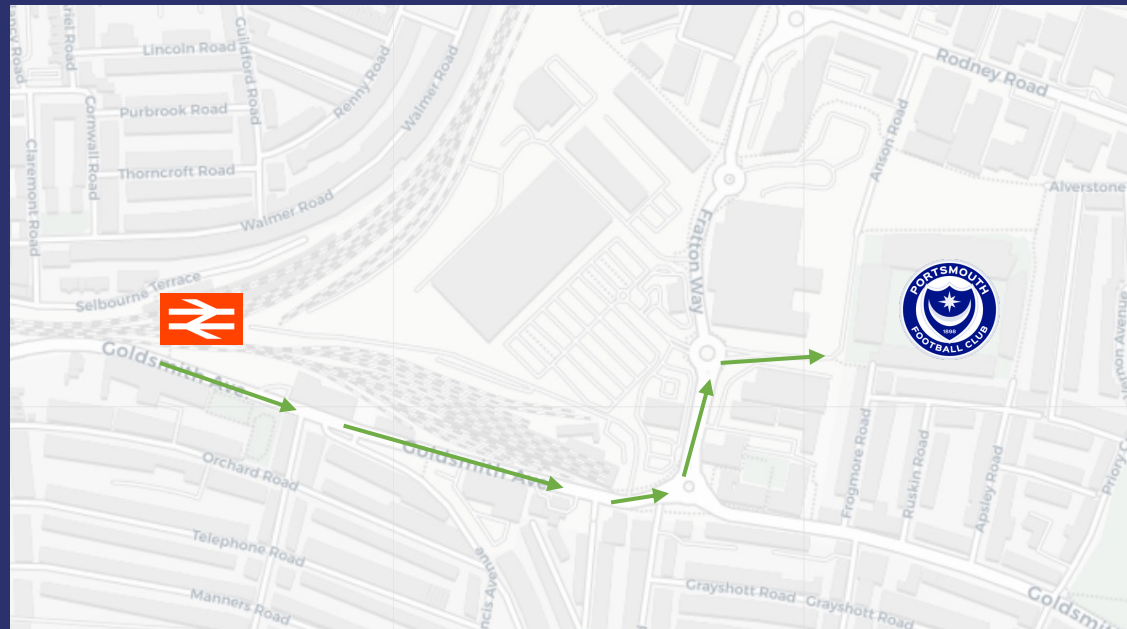 Lincoln Road
Guildford Road
Purbrook Road
Cornwall Road
Renny Road
Walmer Road
Rodney Road
Anson Road
Claremont Road
Thorncroft Road
Alverstone
Walmer Road
Fratton Way
Selbourne Terrace
PORTSMOUTH
1898
FOOTBALL CLUB
Goldsmith Ave.
Goldsmith Ave.
Orchard Road
Frogmore Road
Ruskin Road
Apsley Road
Priory C
Telephone Road
Manners Road
Grayshott Road
Grayshott Road
Goldsmi